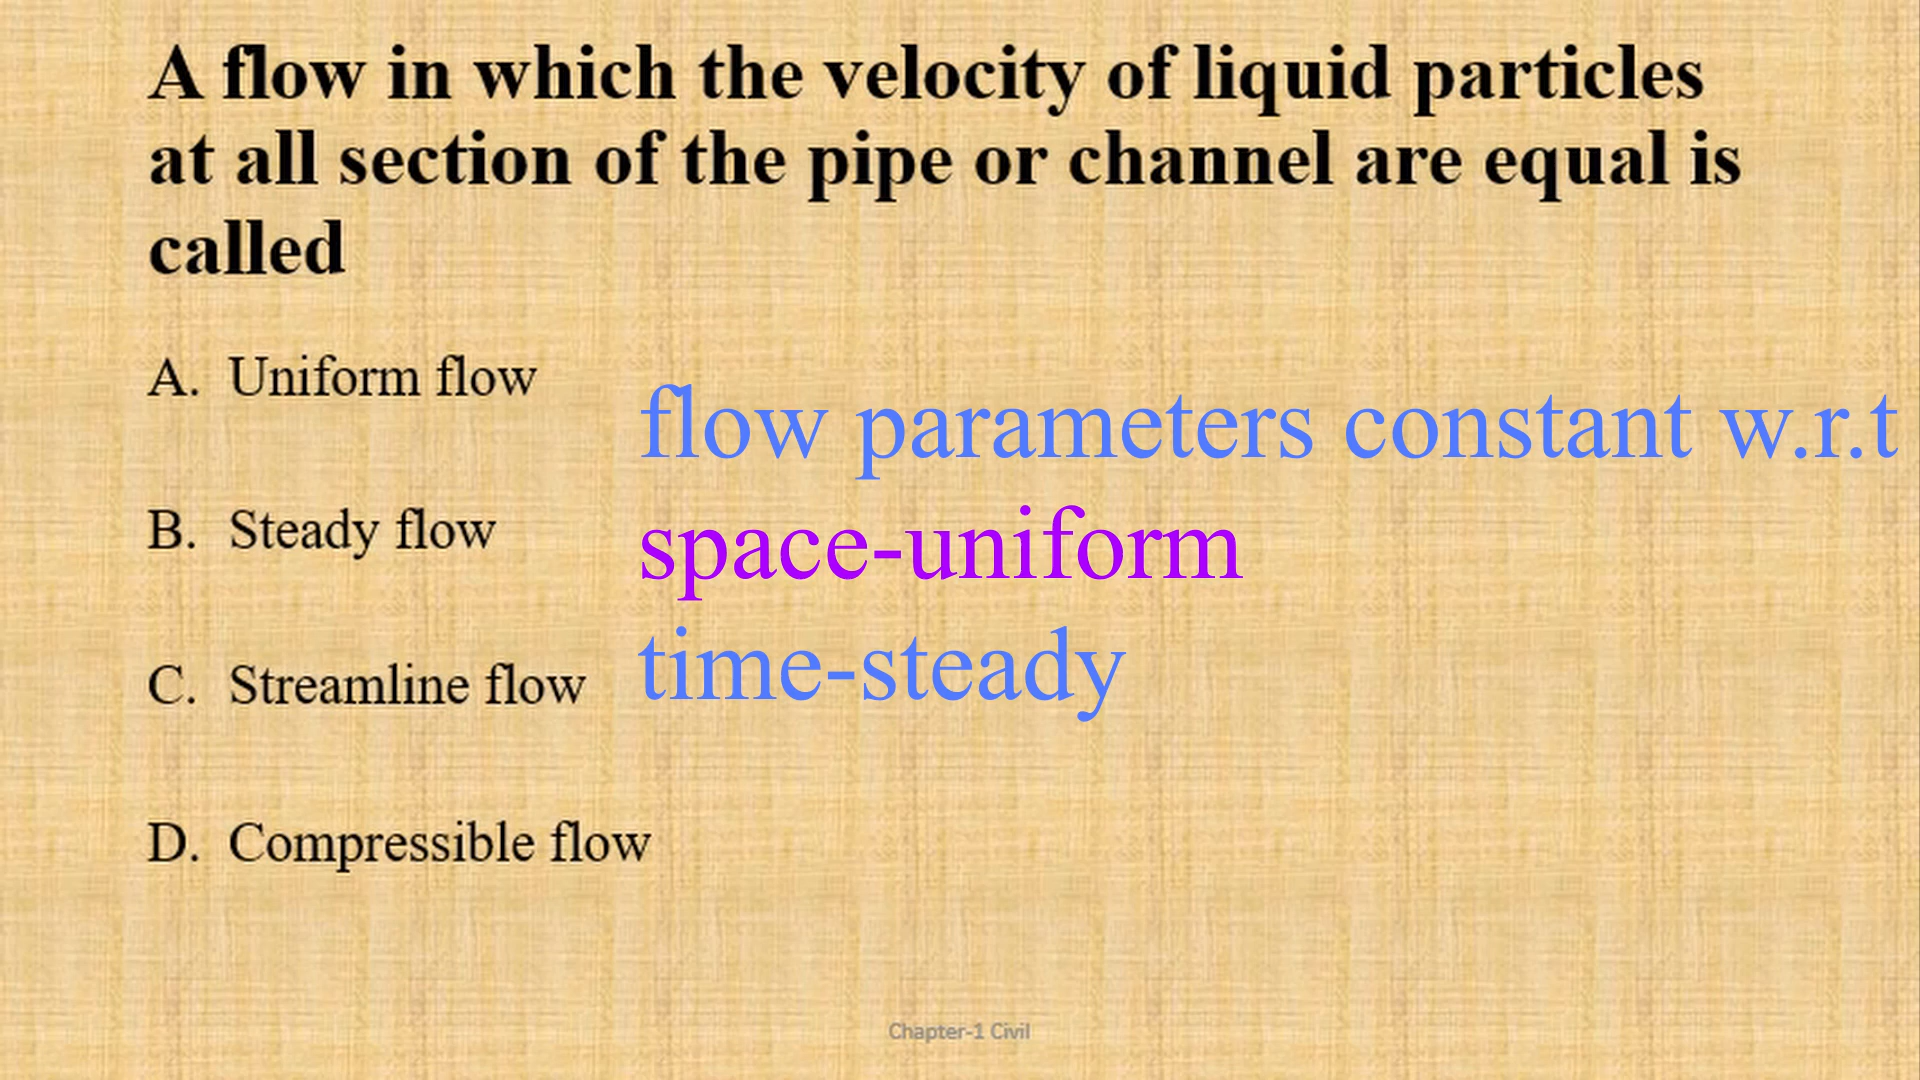 A flow in which the velocity of liquid particles
at all section of the pipe or channel are equal is
called
A. Uniform flow
flow parameters constant w.r.t
B. Steady flow
space-uniform
C. Streamline flow
time-steady
D. Compressible flow
Chapter-1 Civil